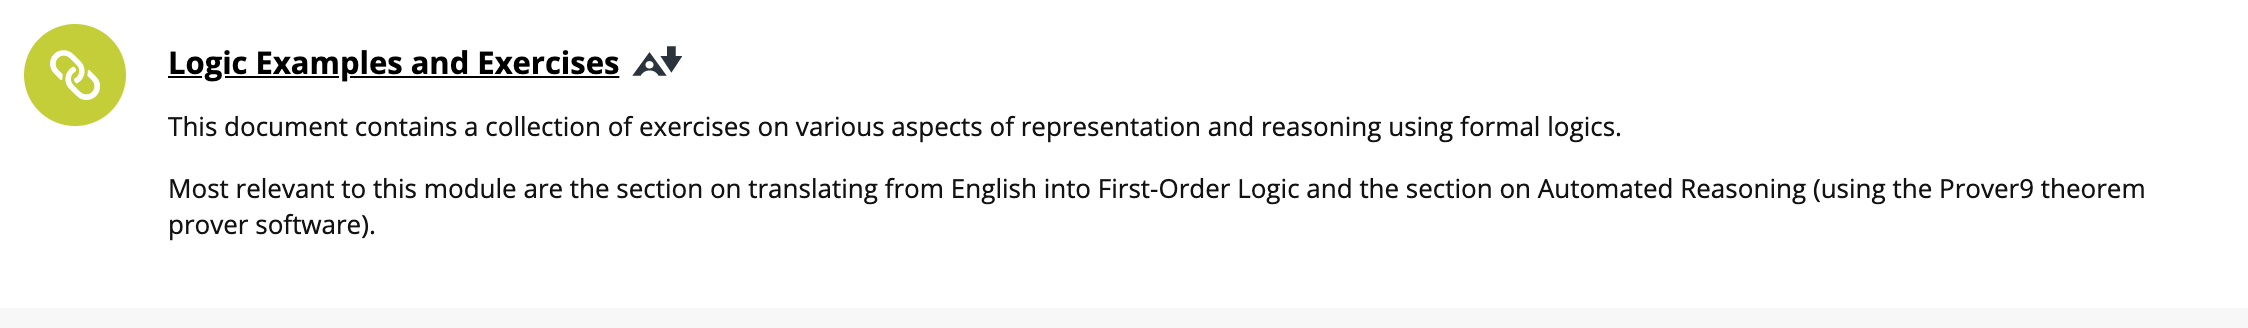 Logic Examples and Exercises
This document contains a collection of exercises on various aspects of representation and reasoning using formal logics.
Most relevant to this module are the section on translating from English into First-Order Logic and the section on Automated Reasoning (using the Prover9 theorem
prover software).